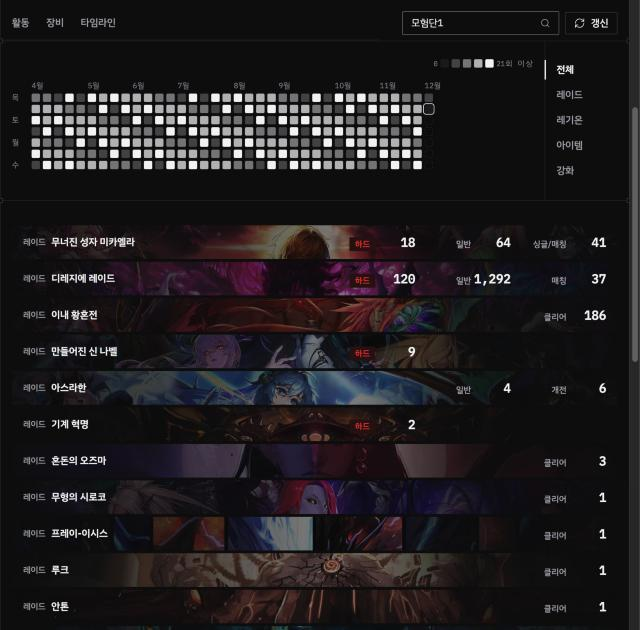 활동 장비 타임라인 모험단1 갱신
0 21회 이상
전체
레이드
레기온
아이템
강화
4월 5월 6월 7월 8월 9월 10월 11월 12월
목
토
월
수
레이드 무너진 성자 미카엘라 하드 18 일반 64 싱글/매칭 41
레이드 디레지에 레이드 하드 120 일반 1,292 매칭 37
레이드 이내 황혼전 클리어 186
레이드 만들어진 신 나벨 하드 9
레이드 아스라한 일반 4 개전 6
레이드 기계 혁명 하드 2
레이드 혼돈의 오즈마 클리어 3
레이드 무형의 시로코 클리어 1
레이드 프레이-이시스 클리어 1
레이드 루크 클리어 1
레이드 안톤 클리어 1